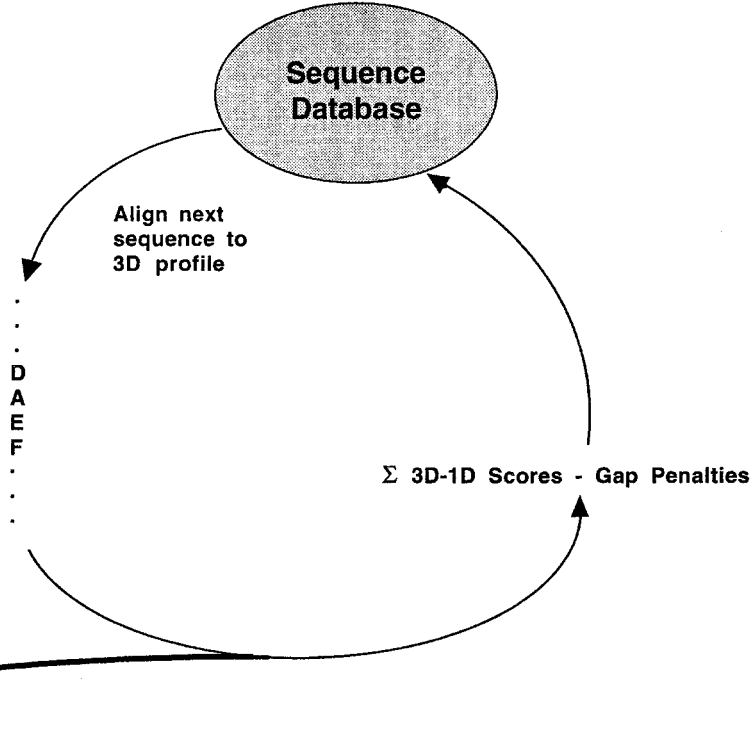 Sequence
Database
Align next
sequence to
3D profile
.
.
.
D
A
E
F
.
.
.
Σ 3D-1D Scores - Gap Penalties